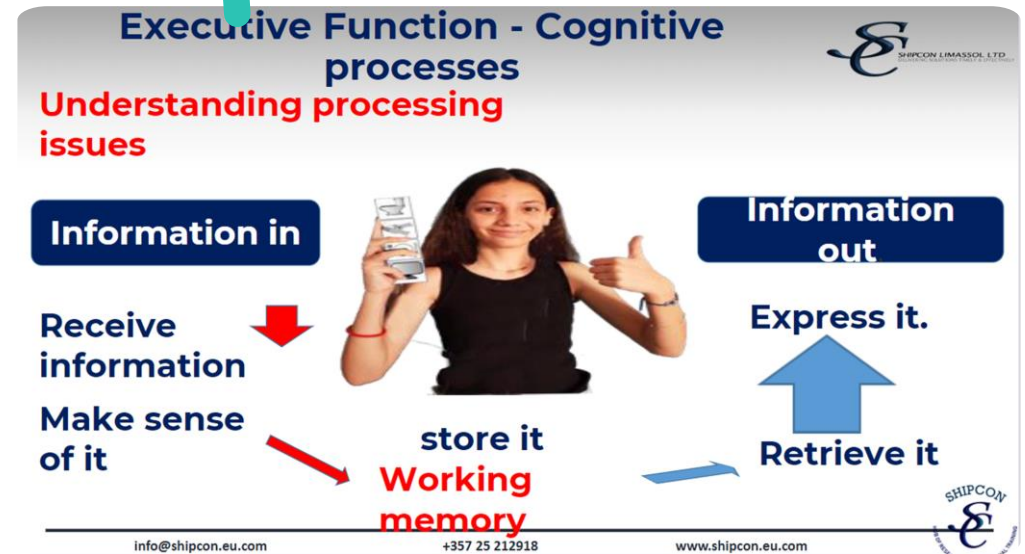 Executive Function - Cognitive
processes
SHIPCON LIMASSOL LTD
Understanding processing
issues
Information in
Information
out
Receive
information
Express it.
Make sense
of it
store it
Working
memory
Retrieve it
SHIPCON
info@shipcon.eu.com
+357 25 212918
www.shipcon.eu.com